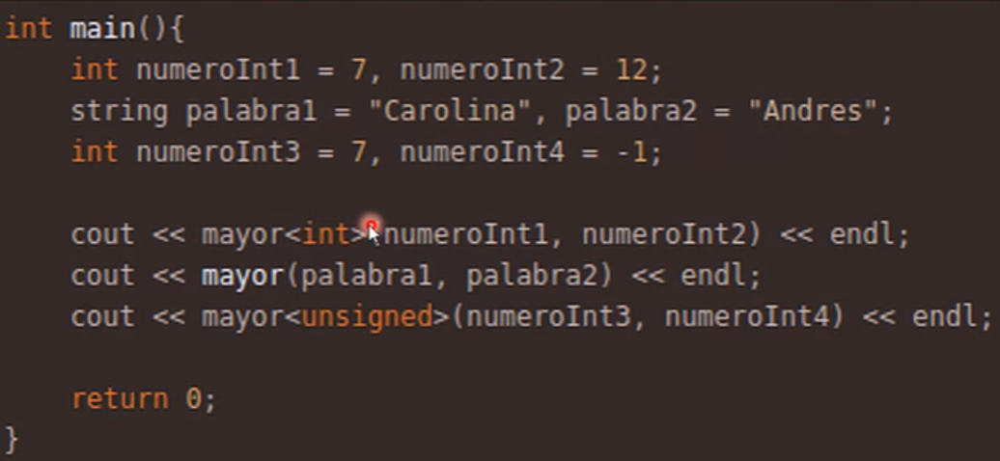 int main(){
int numeroInt1 = 7, numeroInt2 = 12;
string palabra1 = "Carolina", palabra2 = "Andres";
int numeroInt3 = 7, numeroInt4 = -1;
cout << mayor<int>(numeroInt1, numeroInt2) << endl;
cout << mayor(palabra1, palabra2) << endl;
cout << mayor<unsigned>(numeroInt3, numeroInt4) << endl;
return 0;
}